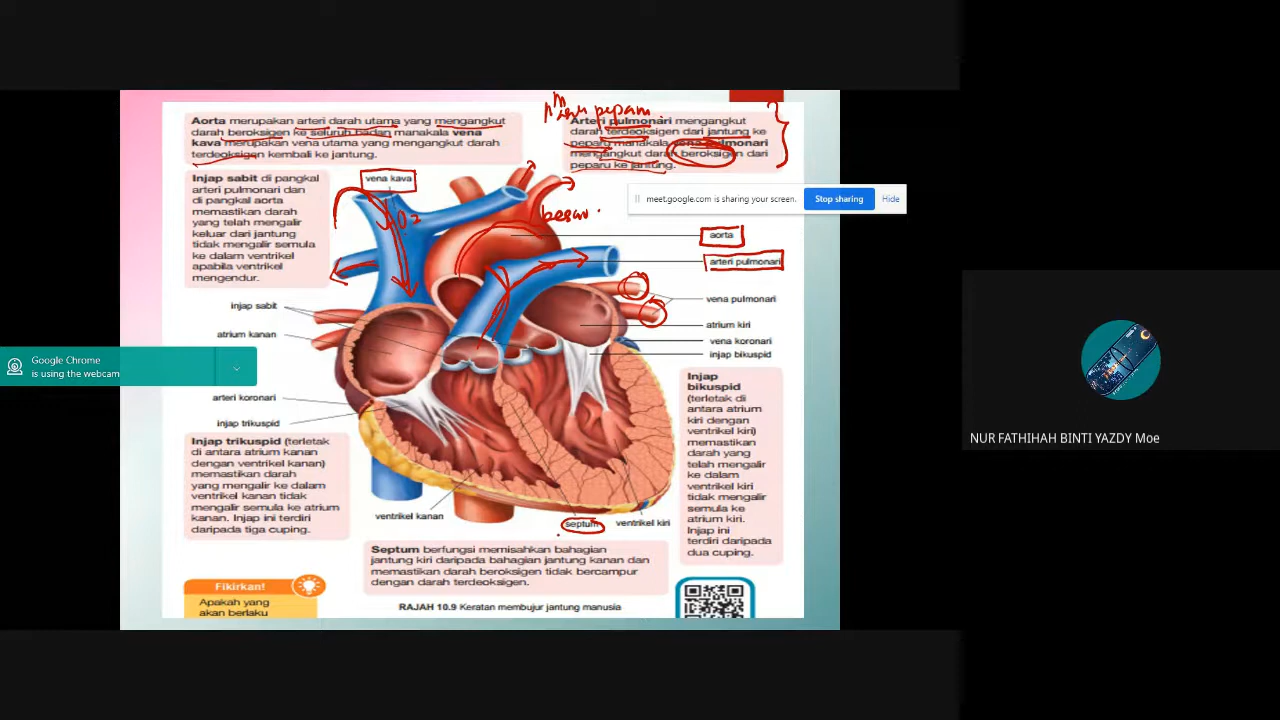 Aorta merupakan arteri darah utama yang mengangkut
darah beroksigen ke seluruh badan manakala vena
kava merupakan vena utama yang mengangkut darah
terdeoksigen kembali ke jantung.
peparu
Arteri pulmonari mengangkut
darah terdeoksigen dari jantung ke
peparu manakala vena pulmonari
mengangkut darah beroksigen dari
peparu ke jantung.
Injap sabit di pangkal
arteri pulmonari dan
di pangkal aorta
memastikan darah
yang telah mengalir
keluar dari jantung
tidak mengalir semula
ke dalam ventrikel
apabila ventrikel
mengendur.
vena kava
besar
meet.google.com is sharing your screen.
Stop sharing
Hide
aorta
arteri pulmonari
vena pulmonari
atrium kiri
vena koronari
injap bikuspid
injap sabit
atrium kanan
Google Chrome
is using the webcam
arteri koronari
injap trikuspid
Injap trikuspid (terletak
di antara atrium kanan
dengan ventrikel kanan)
memastikan darah
yang mengalir ke dalam
ventrikel kanan tidak
mengalir semula ke atrium
kanan. Injap ini terdiri
daripada tiga cuping.
Injap
bikuspid
(terletak di
antara atrium
kiri dengan
ventrikel kiri)
memastikan
darah yang
telah mengalir
ke dalam
ventrikel kiri
tidak mengalir
semula ke
atrium kiri.
Injap ini
terdiri daripada
dua cuping.
ventrikel kanan
septum
ventrikel kiri
Septum berfungsi memisahkan bahagian
jantung kiri daripada bahagian jantung kanan dan
memastikan darah beroksigen tidak bercampur
dengan darah terdeoksigen.
Fikirkan!
Apakah yang
akan berlaku
RAJAH 10.9 Keratan membujur jantung manusia
NUR FATHIHAH BINTI YAZDY Moe